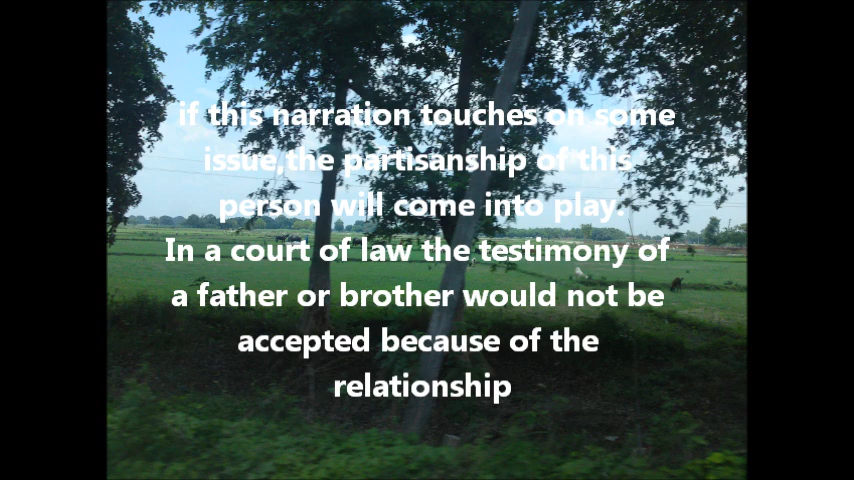 if this narration touches on some
issue,the partisanship of this
person will come into play.
In a court of law the testimony of
a father or brother would not be
accepted because of the
relationship